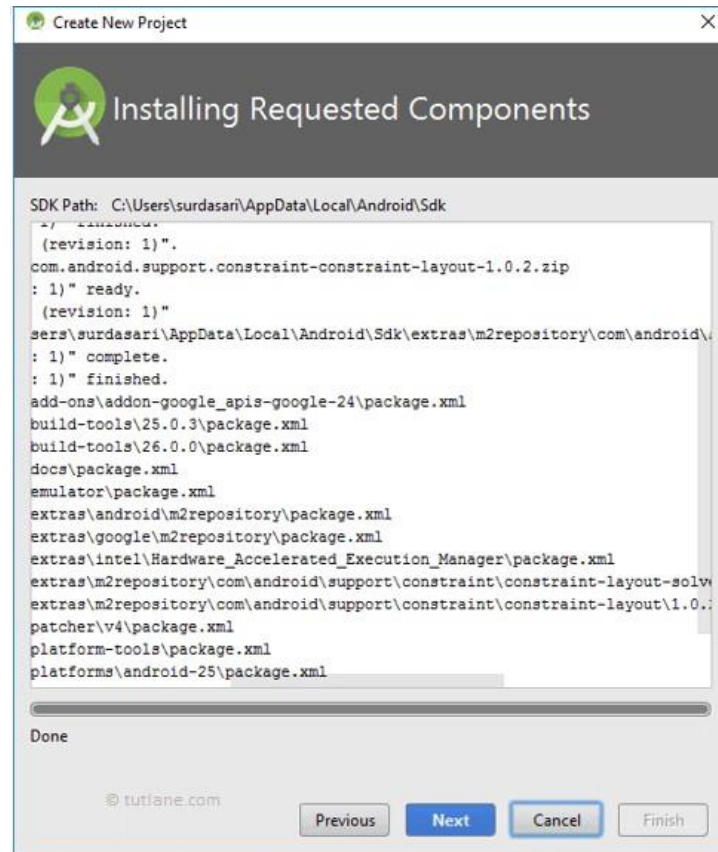 Create New Project
Installing Requested Components
SDK Path: C:\Users\surdasari\AppData\Local\Android\Sdk
1)" finished.
(revision: 1)".
com.android.support.constraint-constraint-layout-1.0.2.zip
: 1)" ready.
(revision: 1)"
sers\surdasari\AppData\Local\Android\Sdk\extras\m2repository\com\android\
: 1)" complete.
: 1)" finished.
add-ons\addon-google_apis-google-24\package.xml
build-tools\25.0.3\package.xml
build-tools\26.0.0\package.xml
docs\package.xml
emulator\package.xml
extras\android\m2repository\package.xml
extras\google\m2repository\package.xml
extras\intel\Hardware_Accelerated_Execution_Manager\package.xml
extras\m2repository\com\android\support\constraint\constraint-layout-solv
extras\m2repository\com\android\support\constraint\constraint-layout\1.0.
patcher\v4\package.xml
platform-tools\package.xml
platforms\android-25\package.xml
Done
© tutlane.com
Previous Next Cancel Finish